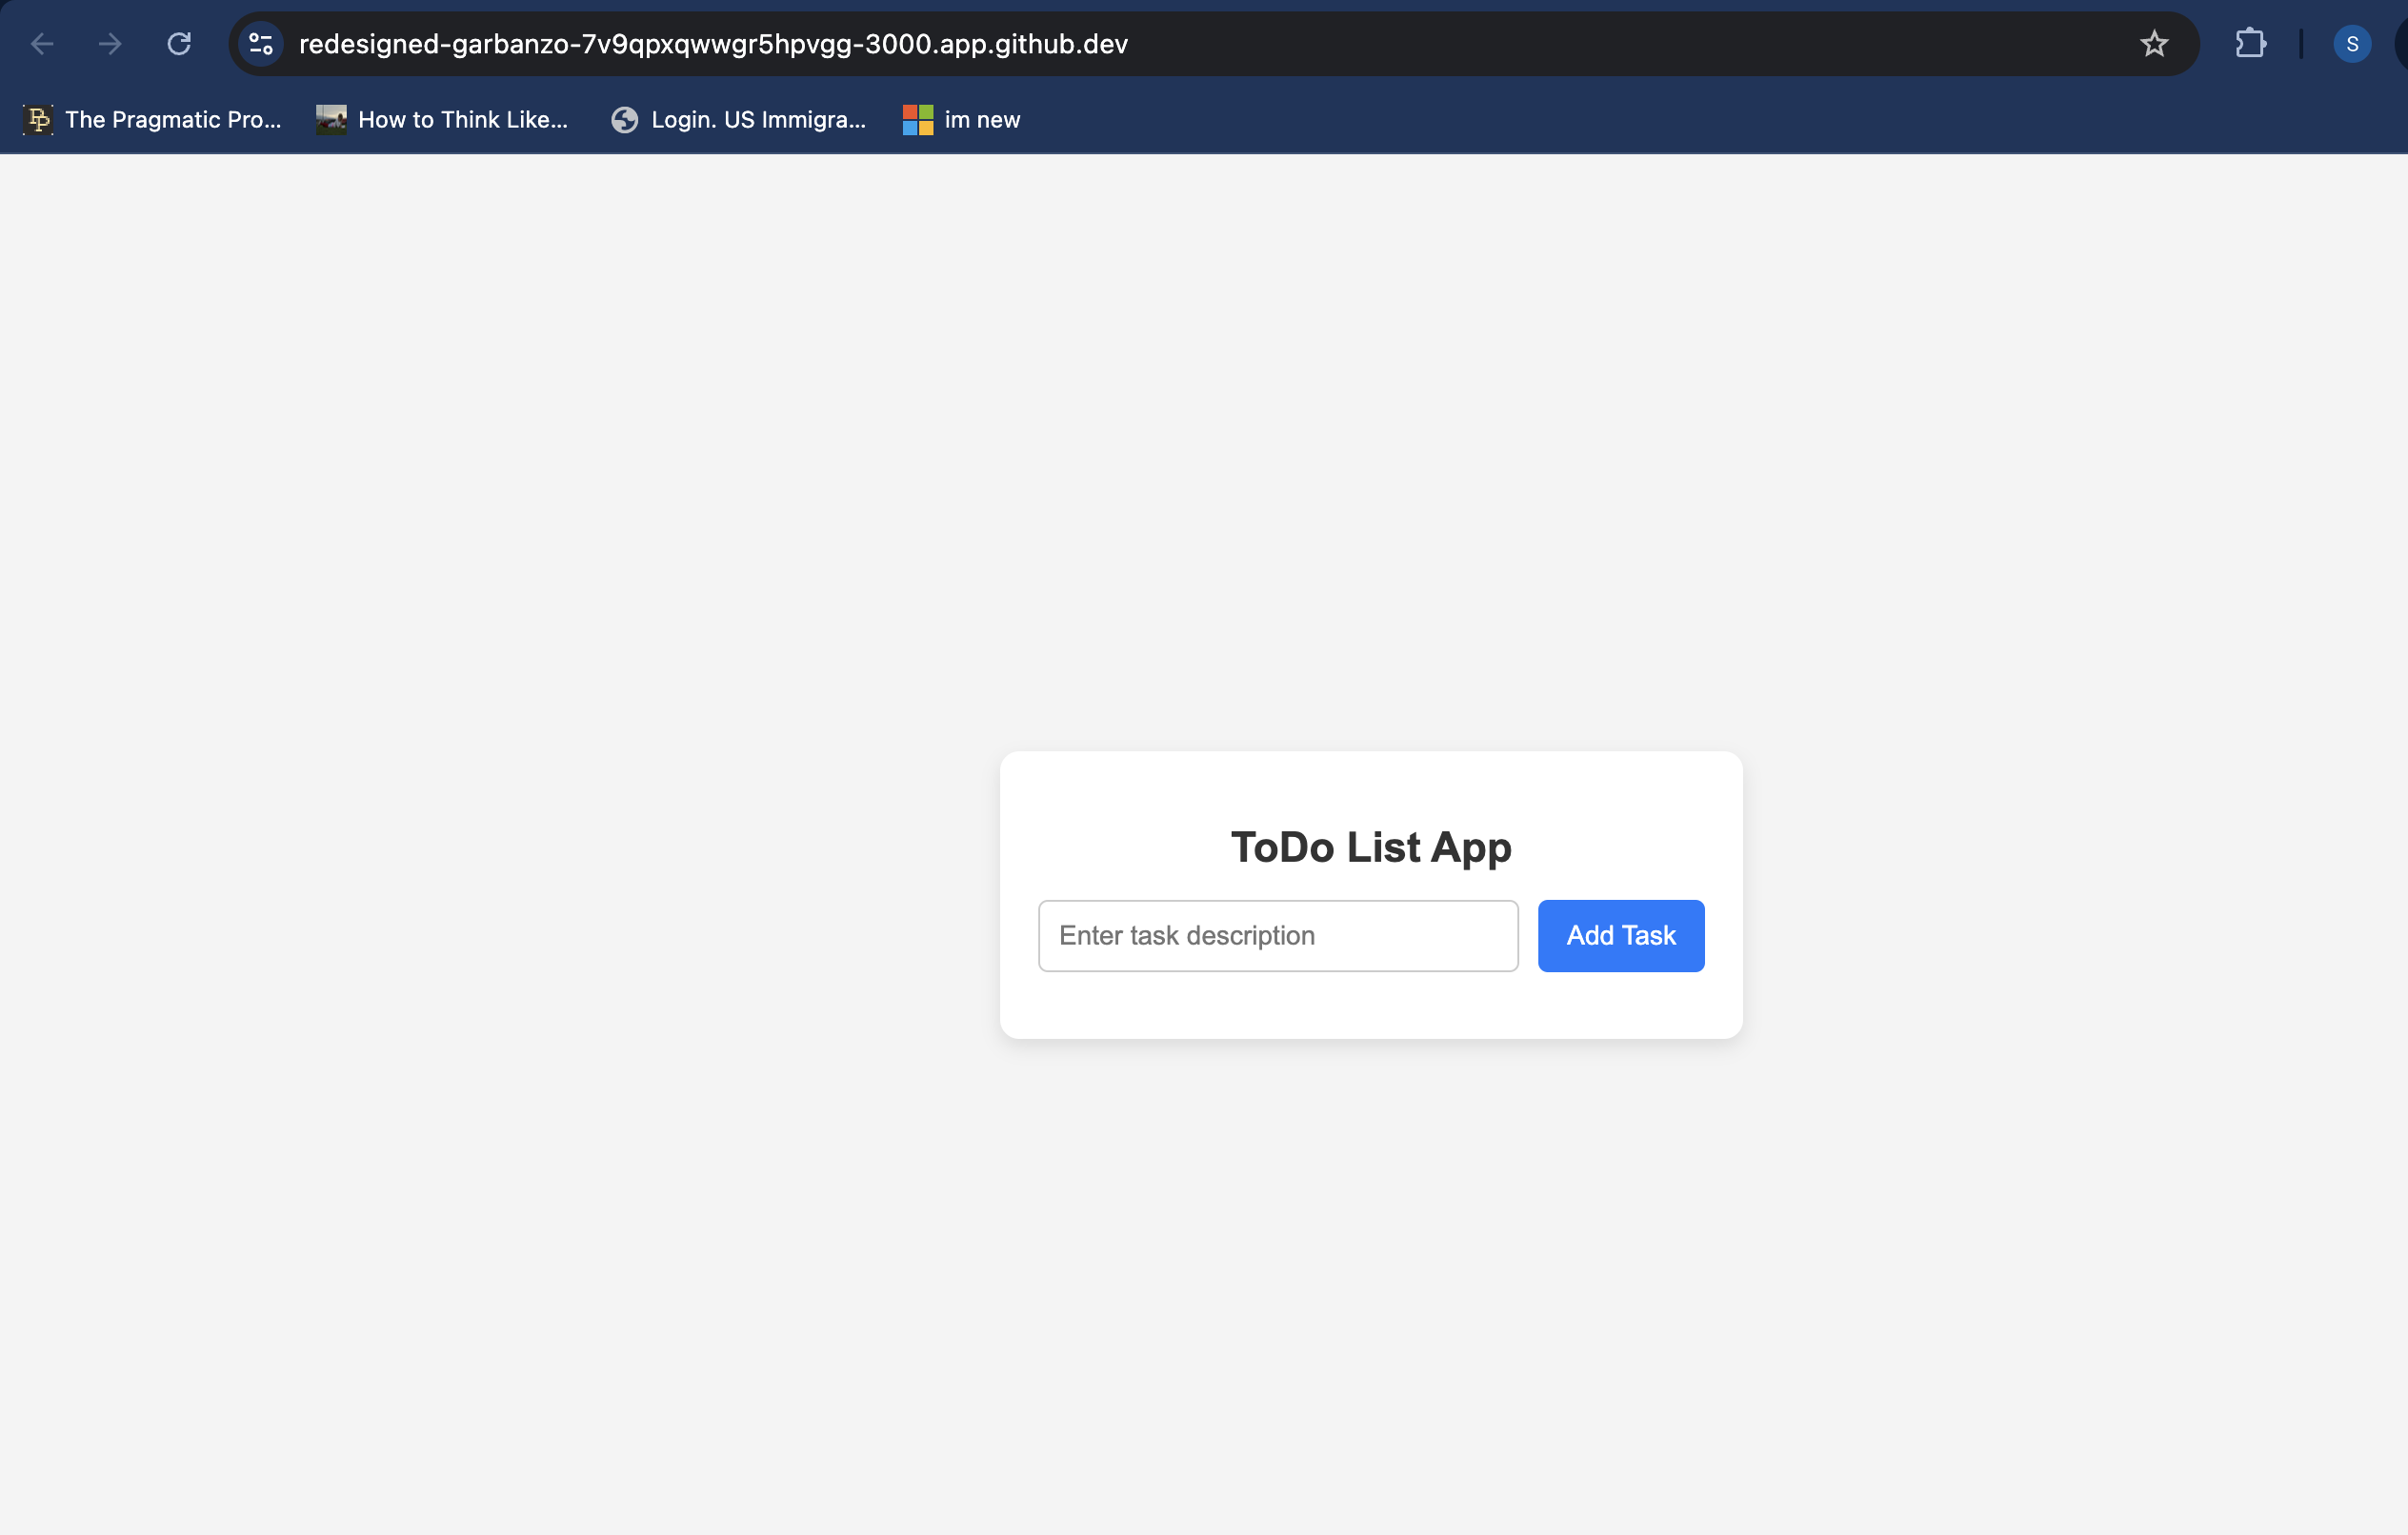 redesigned-garbanzo-7v9qpxqwwgr5hpvgg-3000.app.github.dev
S
The Pragmatic Pro...
How to Think Like...
Login. US Immigra...
im new
ToDo List App
Enter task description
Add Task